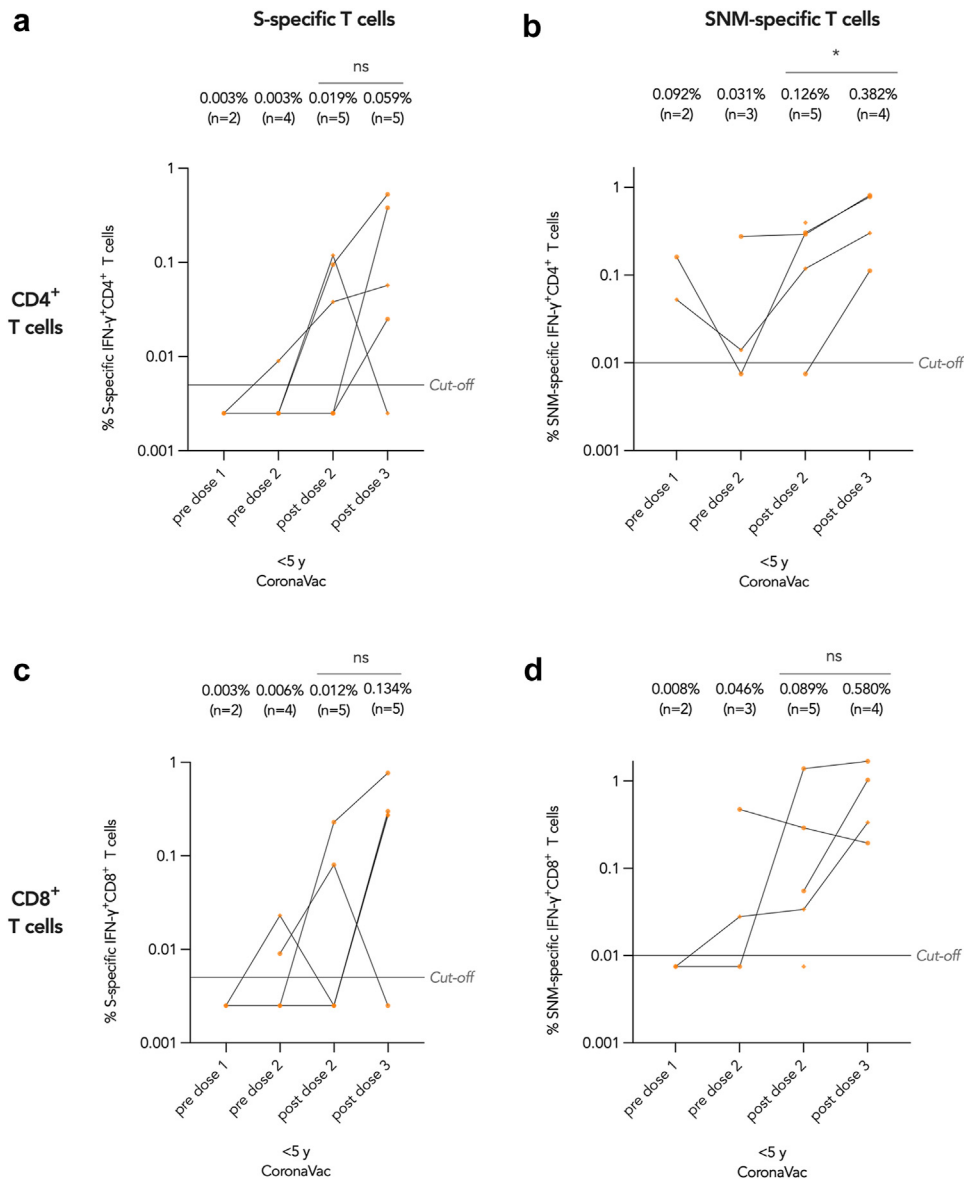 a
S-specific T cells
ns
0.003% 0.003% 0.019% 0.059%
(n=2) (n=4) (n=5) (n=5)
CD4+
T cells
% S-specific IFN-γ+CD4+ T cells
1
0.1
0.01
0.001
Cut-off
pre dose 1
pre dose 2
post dose 2
post dose 3
<5 y
CoronaVac
b
SNM-specific T cells
*
0.092% 0.031% 0.126% 0.382%
(n=2) (n=3) (n=5) (n=4)
% SNM-specific IFN-γ+CD4+ T cells
1
0.1
0.01
0.001
Cut-off
pre dose 1
pre dose 2
post dose 2
post dose 3
<5 y
CoronaVac
c
ns
0.003% 0.006% 0.012% 0.134%
(n=2) (n=4) (n=5) (n=5)
CD8+
T cells
% S-specific IFN-γ+CD8+ T cells
1
0.1
0.01
0.001
Cut-off
pre dose 1
pre dose 2
post dose 2
post dose 3
<5 y
CoronaVac
d
ns
0.008% 0.046% 0.089% 0.580%
(n=2) (n=3) (n=5) (n=4)
% SNM-specific IFN-γ+CD8+ T cells
1
0.1
0.01
0.001
Cut-off
pre dose 1
pre dose 2
post dose 2
post dose 3
<5 y
CoronaVac